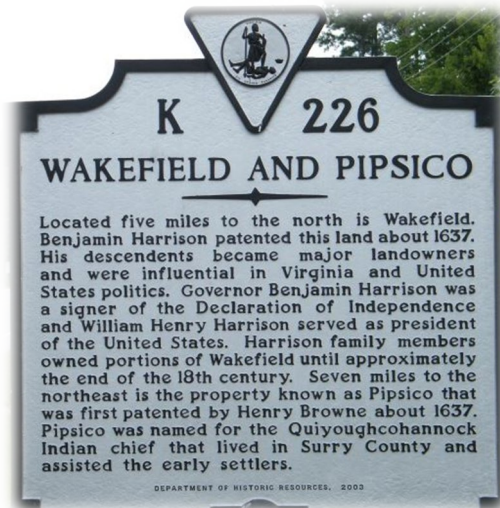 K 226
WAKEFIELD AND PIPSICO
Located five miles to the north is Wakefield.
Benjamin Harrison patented this land about 1637.
His descendents became major landowners
and were influential in Virginia and United
States politics. Governor Benjamin Harrison was
a signer of the Declaration of Independence
and William Henry Harrison served as president
of the United States. Harrison family members
owned portions of Wakefield until approximately
the end of the 18th century. Seven miles to the
northeast is the property known as Pipsico that
was first patented by Henry Browne about 1637.
Pipsico was named for the Quiyoughcohannock
Indian chief that lived in Surry County and
assisted the early settlers.
DEPARTMENT OF HISTORIC RESOURCES, 2003